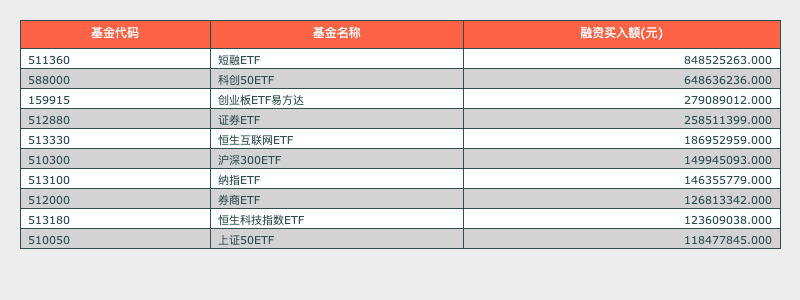 基金代码 基金名称 融资买入额(元)
511360 短融ETF 848525263.000
588000 科创50ETF 648636236.000
159915 创业板ETF易方达 279089012.000
512880 证券ETF 258511399.000
513330 恒生互联网ETF 186952959.000
510300 沪深300ETF 149945093.000
513100 纳指ETF 146355779.000
512000 券商ETF 126813342.000
513180 恒生科技指数ETF 123609038.000
510050 上证50ETF 118477845.000